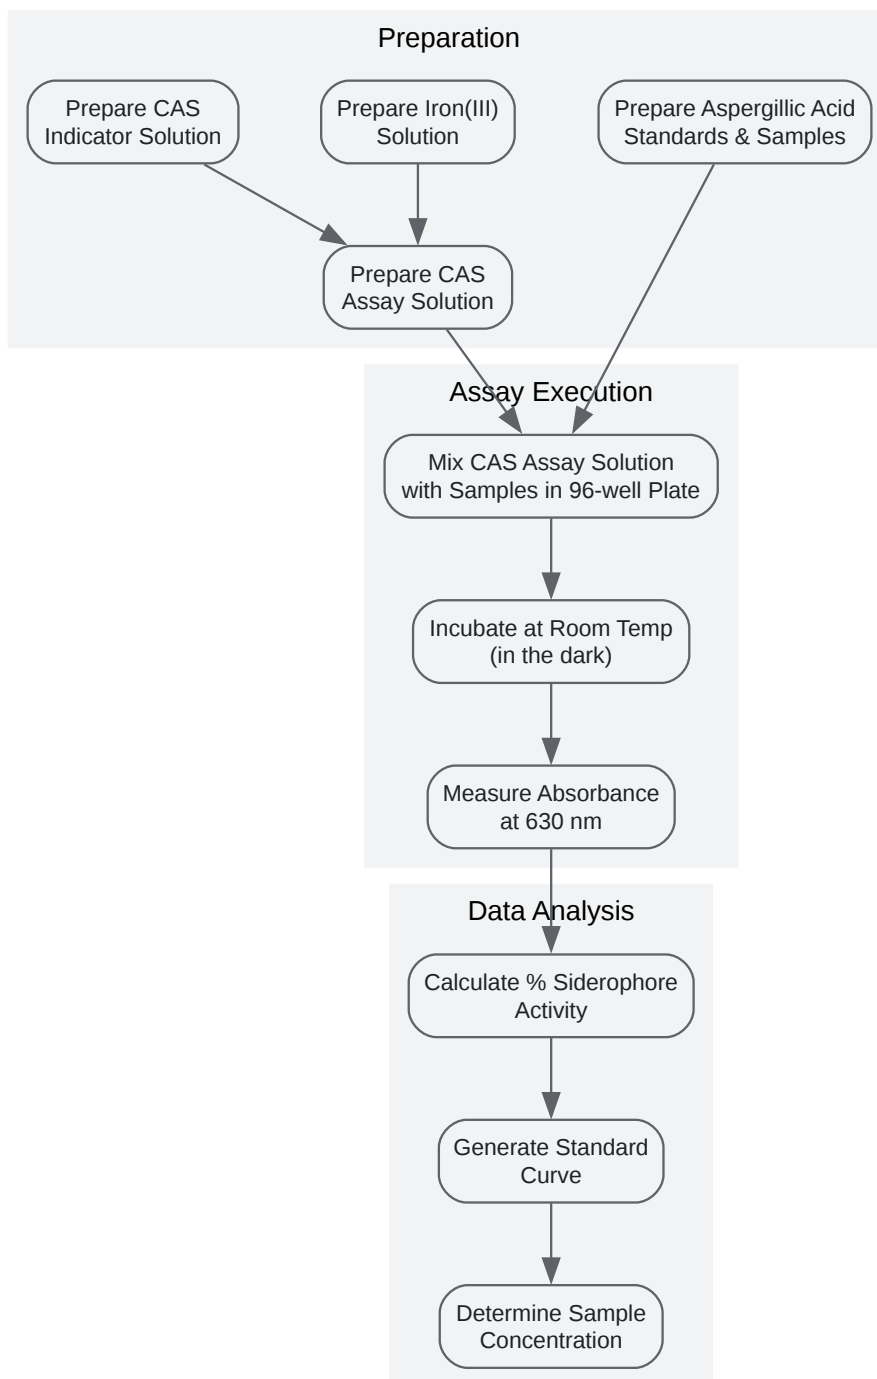 Preparation
Prepare CAS
Indicator Solution
Prepare Iron(III)
Solution
Prepare Aspergillic Acid
Standards & Samples
Prepare CAS
Assay Solution
Assay Execution
Mix CAS Assay Solution
with Samples in 96-well Plate
Incubate at Room Temp
(in the dark)
Measure Absorbance
at 630 nm
Data Analysis
Calculate % Siderophore
Activity
Generate Standard
Curve
Determine Sample
Concentration